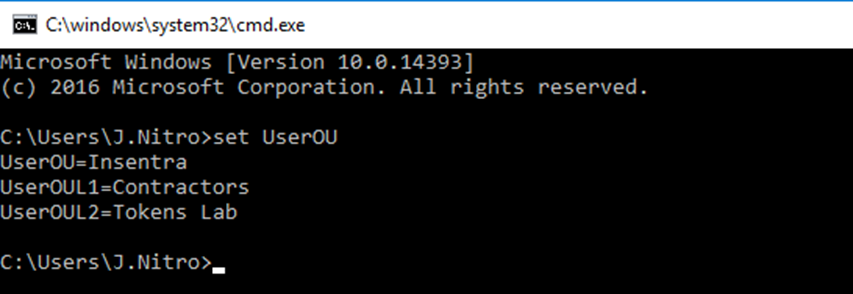 C:\windows\system32\cmd.exe
Microsoft Windows [Version 10.0.14393]
(c) 2016 Microsoft Corporation. All rights reserved.
C:\Users\J.Nitro>set UserOU
UserOU=Insentra
UserOUL1=Contractors
UserOUL2=Tokens Lab
C:\Users\J.Nitro>